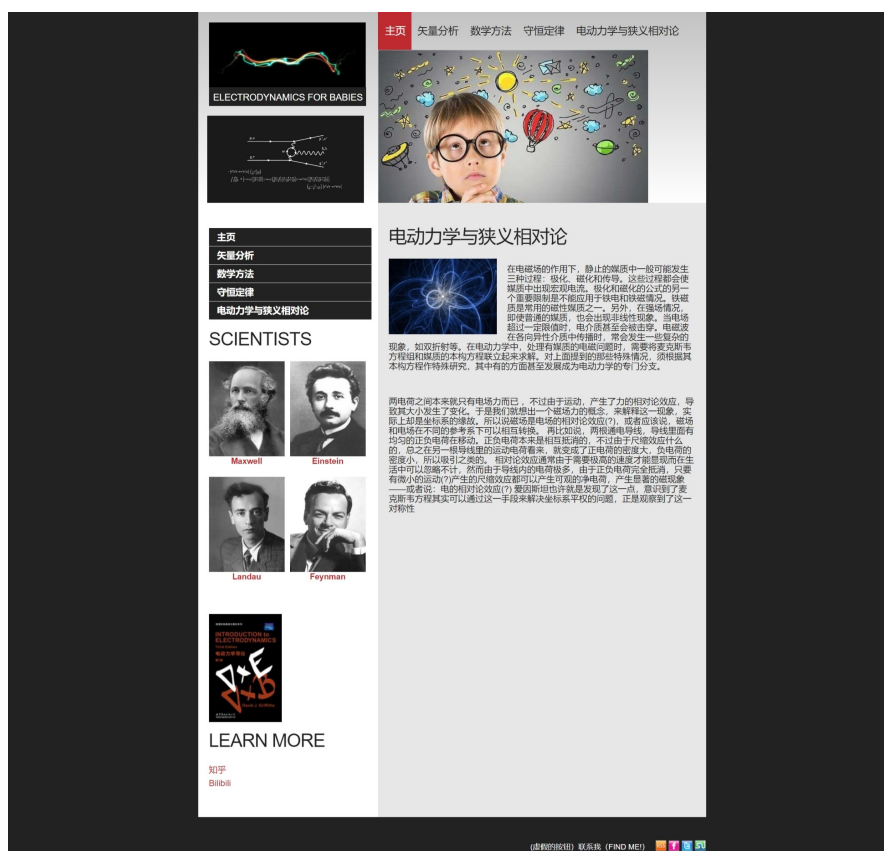 主页 矢量分析 数学方法 守恒定律 电动力学与狭义相对论
ELECTRODYNAMICS FOR BABIES
主页
矢量分析
数学方法
守恒定律
电动力学与狭义相对论
SCIENTISTS
Maxwell Einstein
Landau Feynman
INTRODUCTION to
ELECTRODYNAMICS
Third Edition
电动力学导论
David J. Griffiths
LEARN MORE
知乎
Bilibili
电动力学与狭义相对论
在电磁场的作用下，静止的媒质中一般可能发生
三种过程：极化、磁化和传导。这些过程都会使
媒质中出现宏观电流。极化和磁化的公式的另一
个重要限制是不能应用于铁电和铁磁情况。铁磁
质是常用的磁性媒质之一。另外，在强场情况，
即使普通的媒质，也会出现非线性现象。当电场
超过一定限值时，电介质甚至会被击穿。电磁波
在各向异性介质中传播时，常会发生一些复杂的
现象，如双折射等。在电动力学中，处理有媒质的电磁问题时，需要将麦克斯韦
方程组和媒质的本构方程联立起来求解。对上面提到的那些特殊情况，须根据其
本构方程作特殊研究，其中有的方面甚至发展成为电动力学的专门分支。
两电荷之间本来就只有电场力而已 ，不过由于运动，产生了力的相对论效应，导
致其大小发生了变化。于是我们就想出一个磁场力的概念，来解释这一现象，实
际上却是坐标系的缘故。所以说磁场是电场的相对论效应(?)，或者应该说，磁场
和电场在不同的参考系下可以相互转换。 再比如说，两根通电导线，导线里面有
均匀的正负电荷在移动。正负电荷本来是相互抵消的，不过由于尺缩效应什么
的，总之在另一根导线里的运动电荷看来，就变成了正电荷的密度大，负电荷的
密度小，所以吸引之类的。 相对论效应通常由于需要极高的速度才能显现而在生
活中可以忽略不计，然而由于导线内的电荷极多，由于正负电荷完全抵消，只要
有微小的运动(?)产生的尺缩效应都可以产生可观的净电荷，产生显著的磁现象
——或者说：电的相对论效应(?) 爱因斯坦也许就是发现了这一点，意识到了麦
克斯韦方程其实可以通过这一手段来解决坐标系平权的问题，正是观察到了这一
对称性
(虚假的按钮）联系我（FIND ME!）